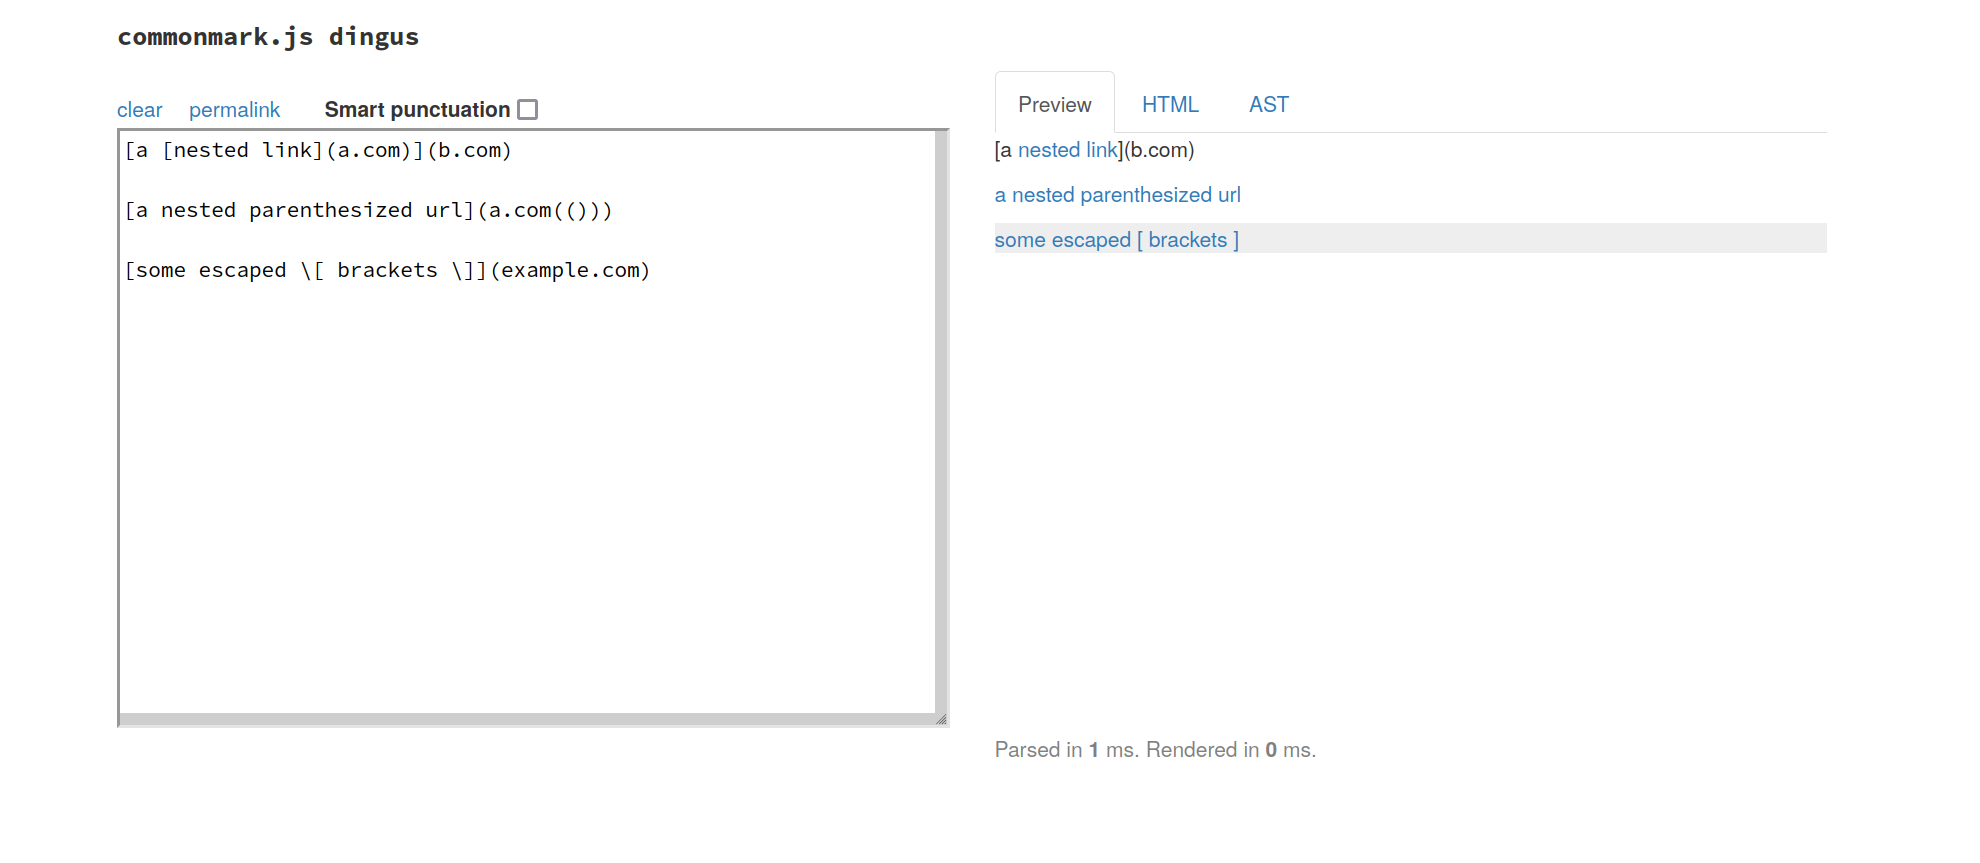 commonmark.js dingus
clear permalink Smart punctuation
[a [nested link](a.com)](b.com)
[a nested parenthesized url](a.com(()))
[some escaped \[ brackets \]](example.com)
Preview HTML AST
[a nested link](b.com)
a nested parenthesized url
some escaped [ brackets ]
Parsed in 1 ms. Rendered in 0 ms.